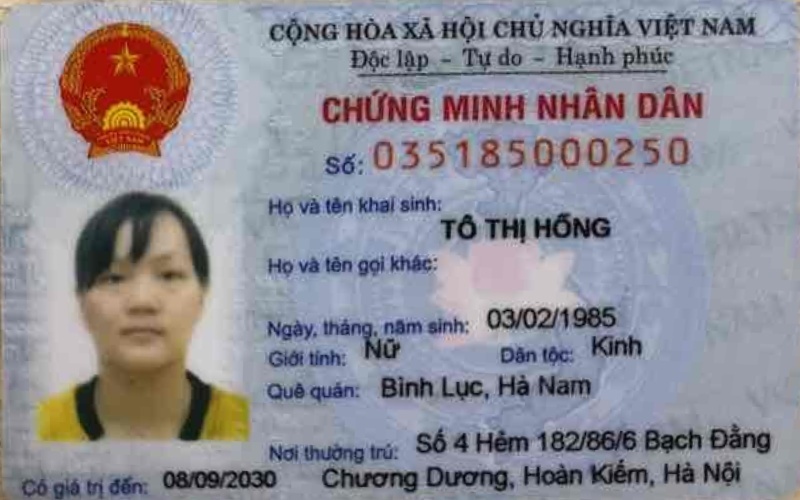 CỘNG HÒA XÃ HỘI CHỦ NGHĨA VIỆT NAM
Độc lập - Tự do - Hạnh phúc
CHỨNG MINH NHÂN DÂN
Số: 035185000250
Họ và tên khai sinh:
TÔ THỊ HỒNG
Họ và tên gọi khác:
Ngày, tháng, năm sinh: 03/02/1985
Giới tính: Nữ Dân tộc: Kinh
Quê quán: Bình Lục, Hà Nam
Nơi thường trú: Số 4 Hẻm 182/86/6 Bạch Đằng
Chương Dương, Hoàn Kiếm, Hà Nội
Có giá trị đến: 08/09/2030